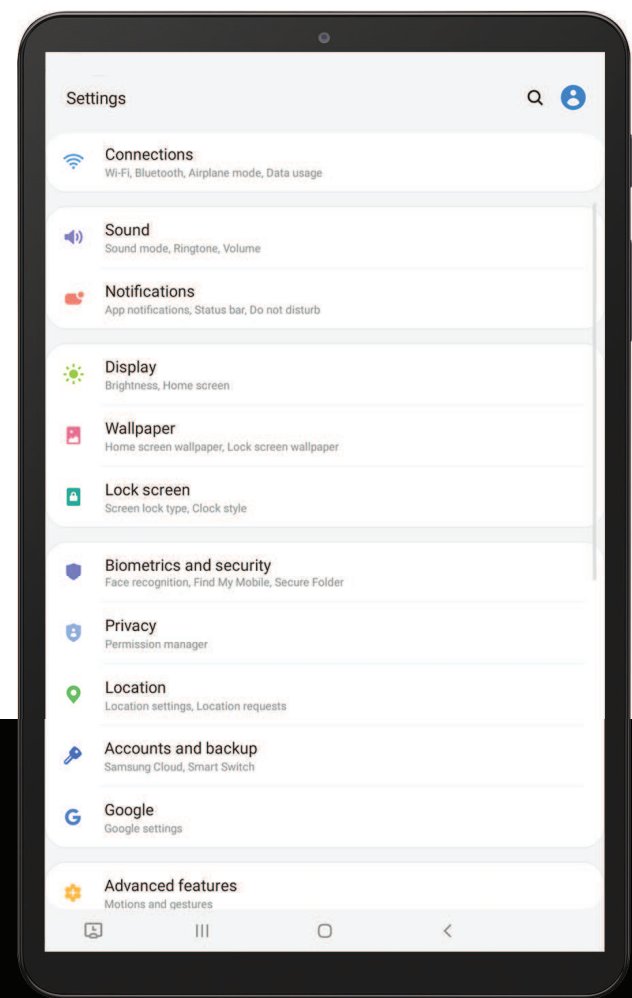 Settings
Connections
Wi-Fi, Bluetooth, Airplane mode, Data usage
Sound
Sound mode, Ringtone, Volume
Notifications
App notifications, Status bar, Do not disturb
Display
Brightness, Home screen
Wallpaper
Home screen wallpaper, Lock screen wallpaper
Lock screen
Screen lock type, Clock style
Biometrics and security
Face recognition, Find My Mobile, Secure Folder
Privacy
Permission manager
Location
Location settings, Location requests
Accounts and backup
Samsung Cloud, Smart Switch
Google
Google settings
Advanced features
Motions and gestures